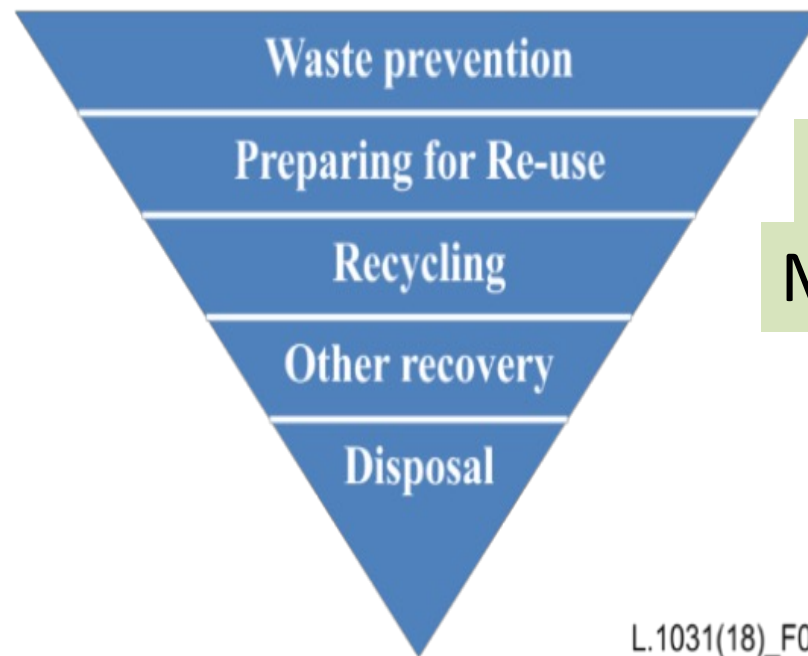 Waste prevention
Preparing for Re-use
Recycling
Other recovery
Disposal